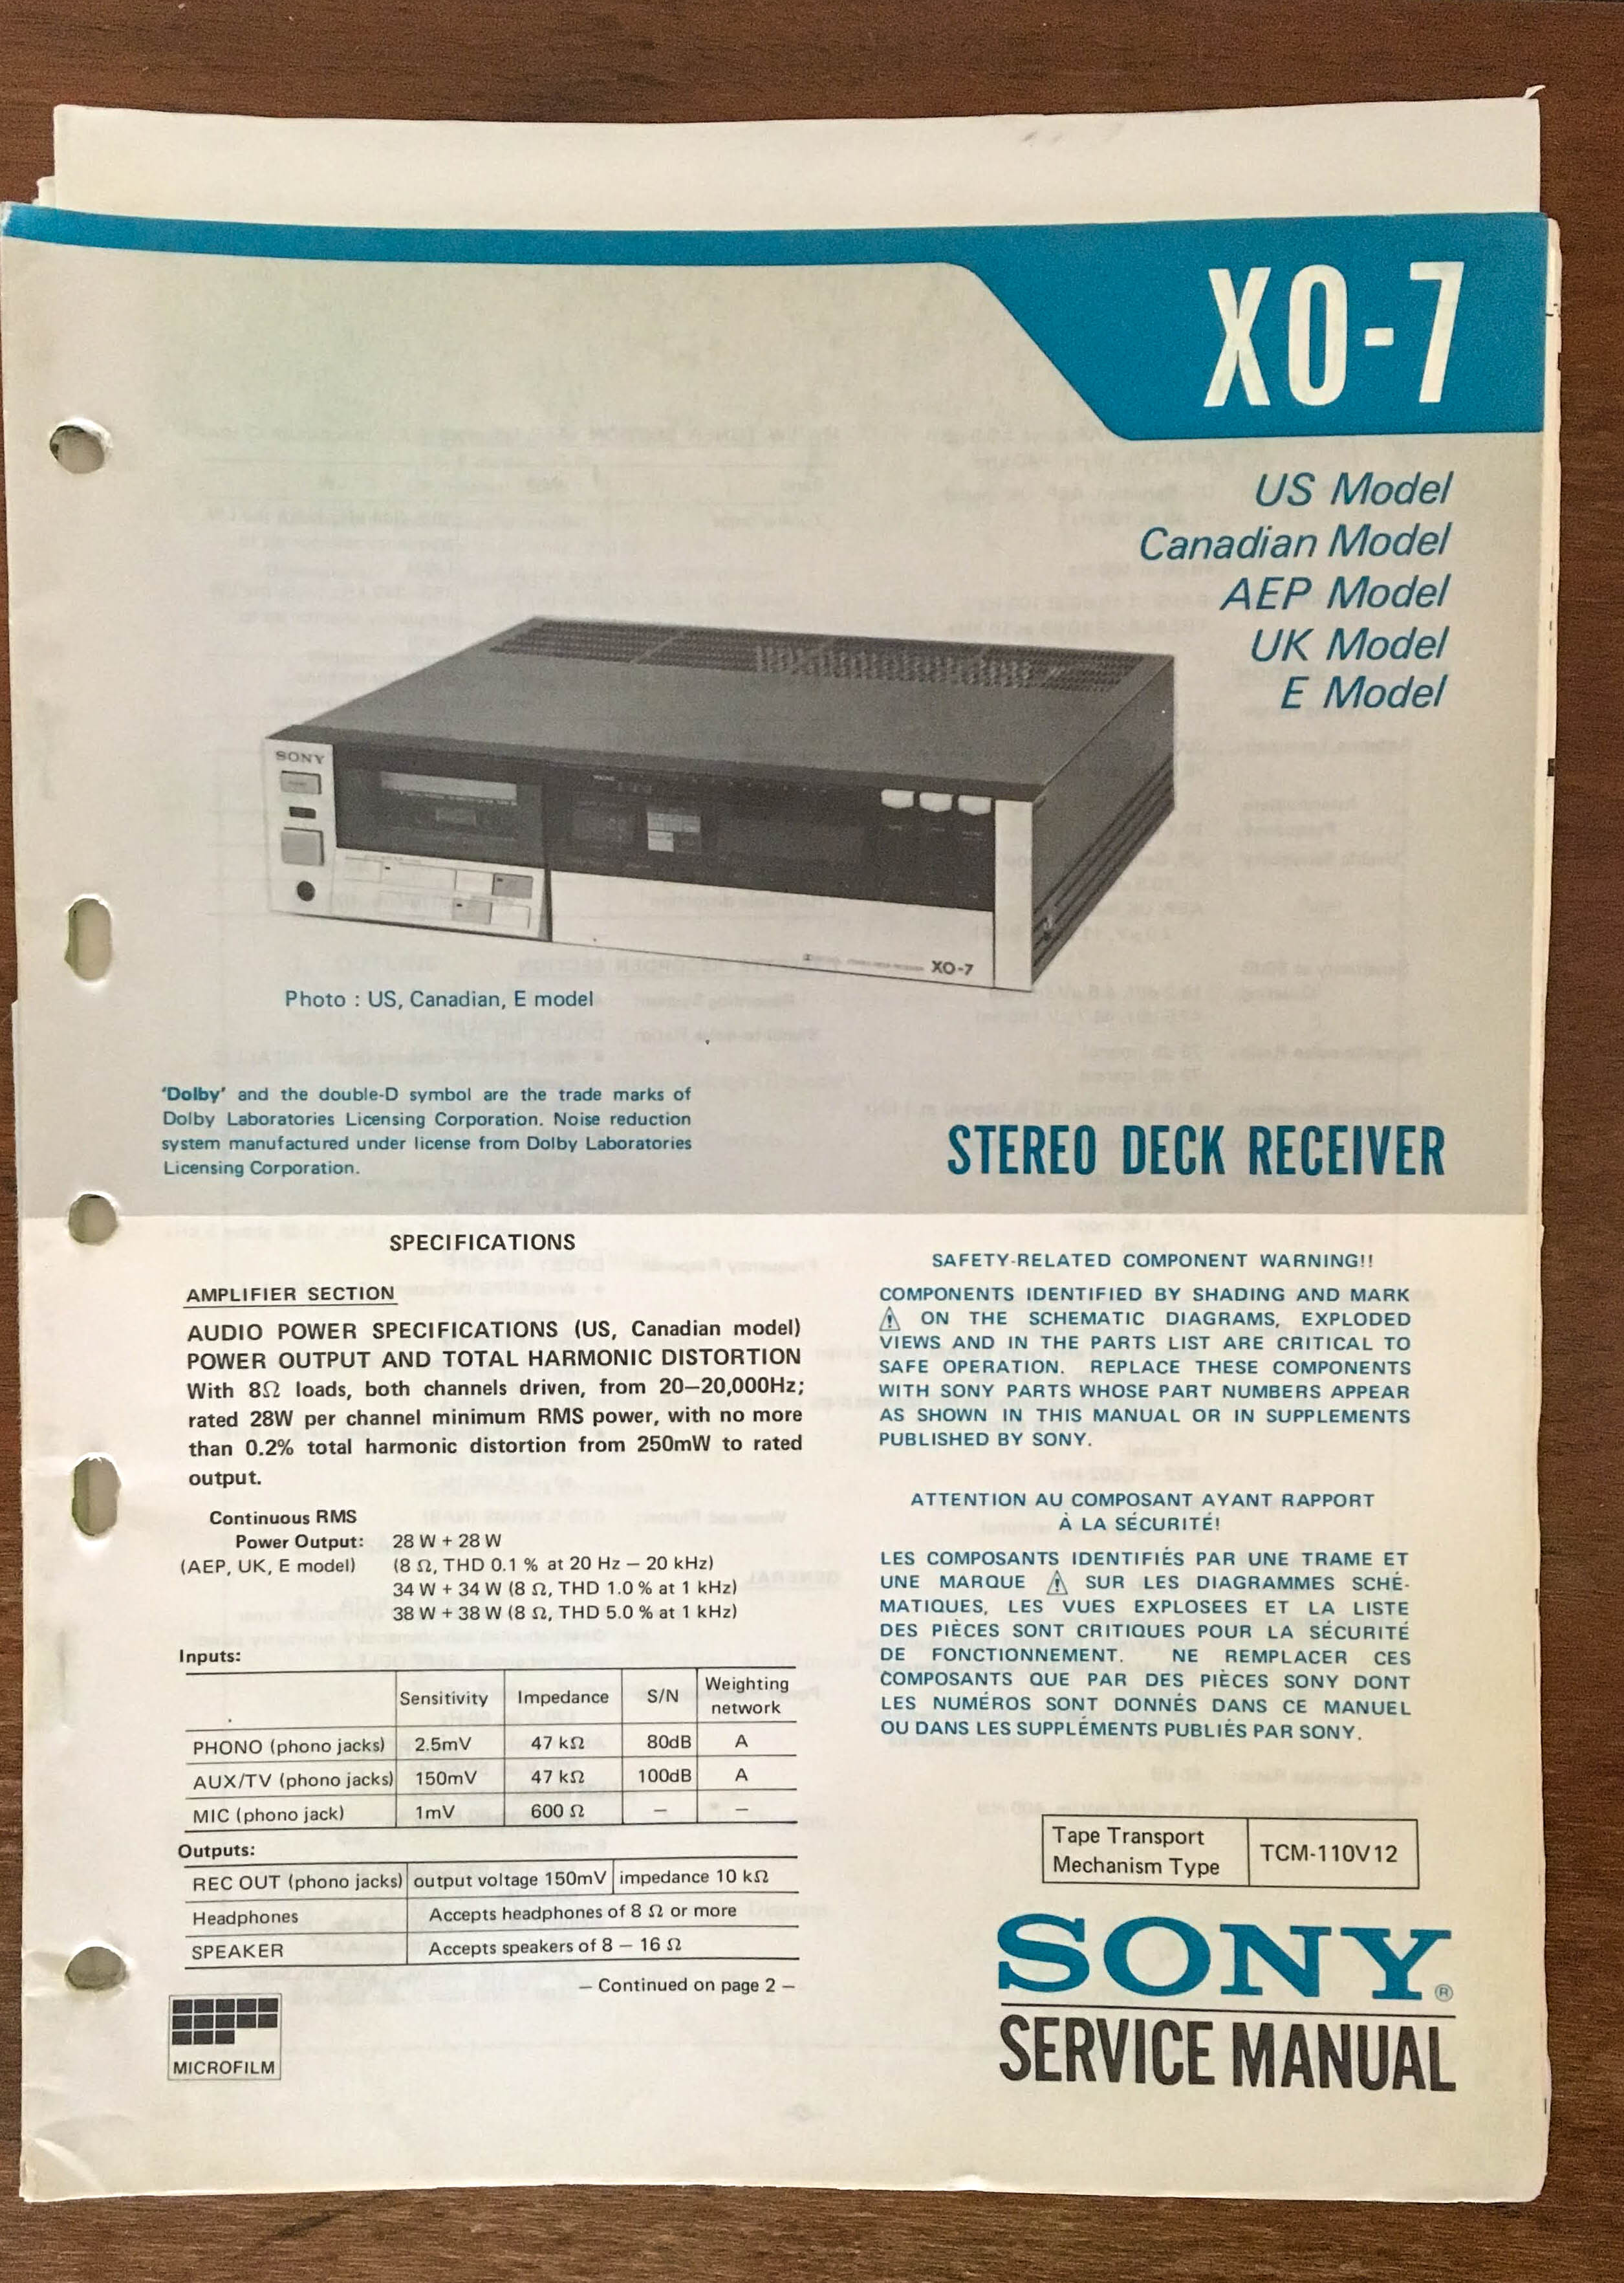 XO-7
US Model
Canadian Model
AEP Model
UK Model
E Model
SONY
XO-7
Photo : US, Canadian, E model
'Dolby' and the double-D symbol are the trade marks of
Dolby Laboratories Licensing Corporation. Noise reduction
system manufactured under license from Dolby Laboratories
Licensing Corporation.
STEREO DECK RECEIVER
SPECIFICATIONS
AMPLIFIER SECTION
AUDIO POWER SPECIFICATIONS (US, Canadian model)
POWER OUTPUT AND TOTAL HARMONIC DISTORTION
With 8Ω loads, both channels driven, from 20–20,000Hz;
rated 28W per channel minimum RMS power, with no more
than 0.2% total harmonic distortion from 250mW to rated
output.
Continuous RMS
Power Output: 28 W + 28 W
(AEP, UK, E model) (8 Ω, THD 0.1 % at 20 Hz – 20 kHz)
34 W + 34 W (8 Ω, THD 1.0 % at 1 kHz)
38 W + 38 W (8 Ω, THD 5.0 % at 1 kHz)
Inputs:
Sensitivity Impedance S/N Weighting network
PHONO (phono jacks) 2.5mV 47 kΩ 80dB A
AUX/TV (phono jacks) 150mV 47 kΩ 100dB A
MIC (phono jack) 1mV 600 Ω – –
Outputs:
REC OUT (phono jacks) output voltage 150mV impedance 10 kΩ
Headphones Accepts headphones of 8 Ω or more
SPEAKER Accepts speakers of 8 – 16 Ω
– Continued on page 2 –
MICROFILM
SAFETY-RELATED COMPONENT WARNING!!
COMPONENTS IDENTIFIED BY SHADING AND MARK
⚠ ON THE SCHEMATIC DIAGRAMS, EXPLODED
VIEWS AND IN THE PARTS LIST ARE CRITICAL TO
SAFE OPERATION. REPLACE THESE COMPONENTS
WITH SONY PARTS WHOSE PART NUMBERS APPEAR
AS SHOWN IN THIS MANUAL OR IN SUPPLEMENTS
PUBLISHED BY SONY.
ATTENTION AU COMPOSANT AYANT RAPPORT
À LA SÉCURITÉ!
LES COMPOSANTS IDENTIFIÉS PAR UNE TRAME ET
UNE MARQUE ⚠ SUR LES DIAGRAMMES SCHÉ-
MATIQUES, LES VUES EXPLOSEES ET LA LISTE
DES PIÈCES SONT CRITIQUES POUR LA SÉCURITÉ
DE FONCTIONNEMENT. NE REMPLACER CES
COMPOSANTS QUE PAR DES PIÈCES SONY DONT
LES NUMÉROS SONT DONNÉS DANS CE MANUEL
OU DANS LES SUPPLÉMENTS PUBLIÉS PAR SONY.
Tape Transport
Mechanism Type
TCM-110V12
SONY®
SERVICE MANUAL